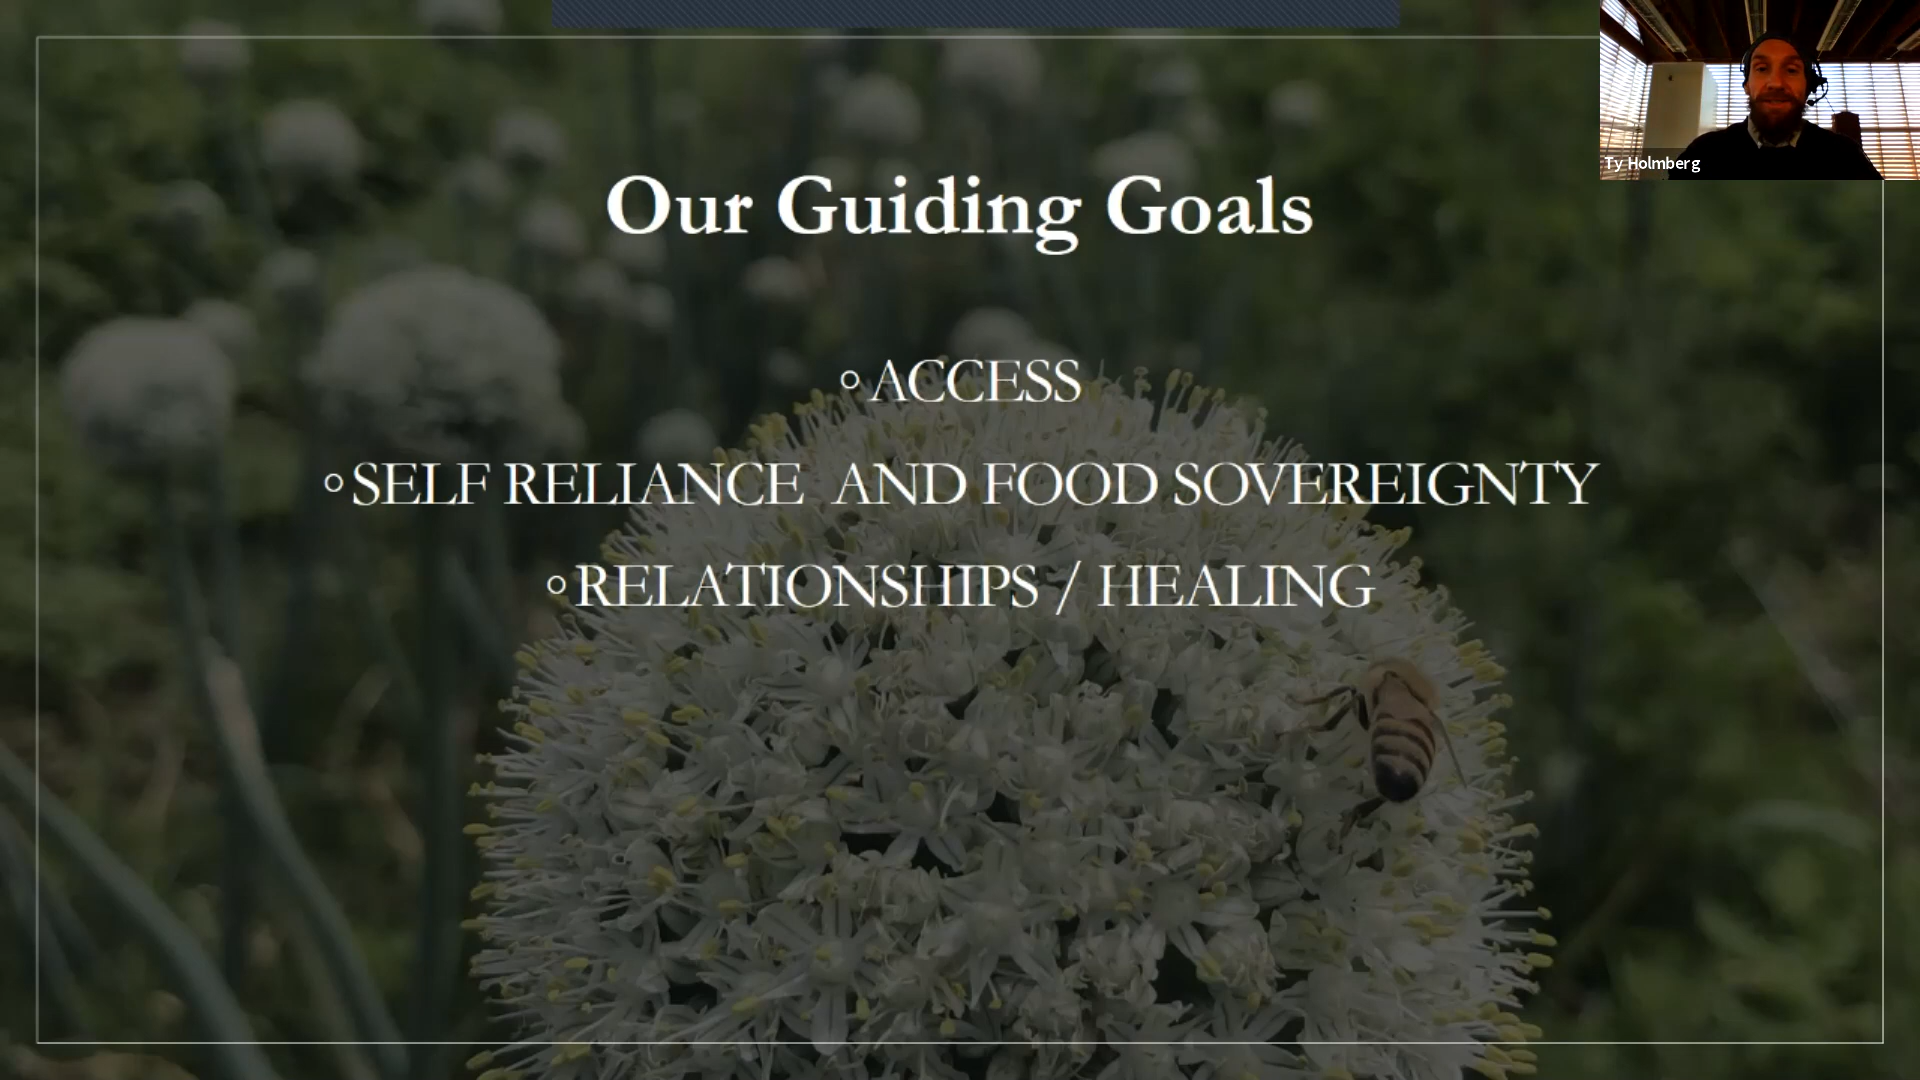 Ty Holmberg
Our Guiding Goals
◦ACCESS
◦SELF RELIANCE  AND FOOD SOVEREIGNTY
◦RELATIONSHIPS / HEALING